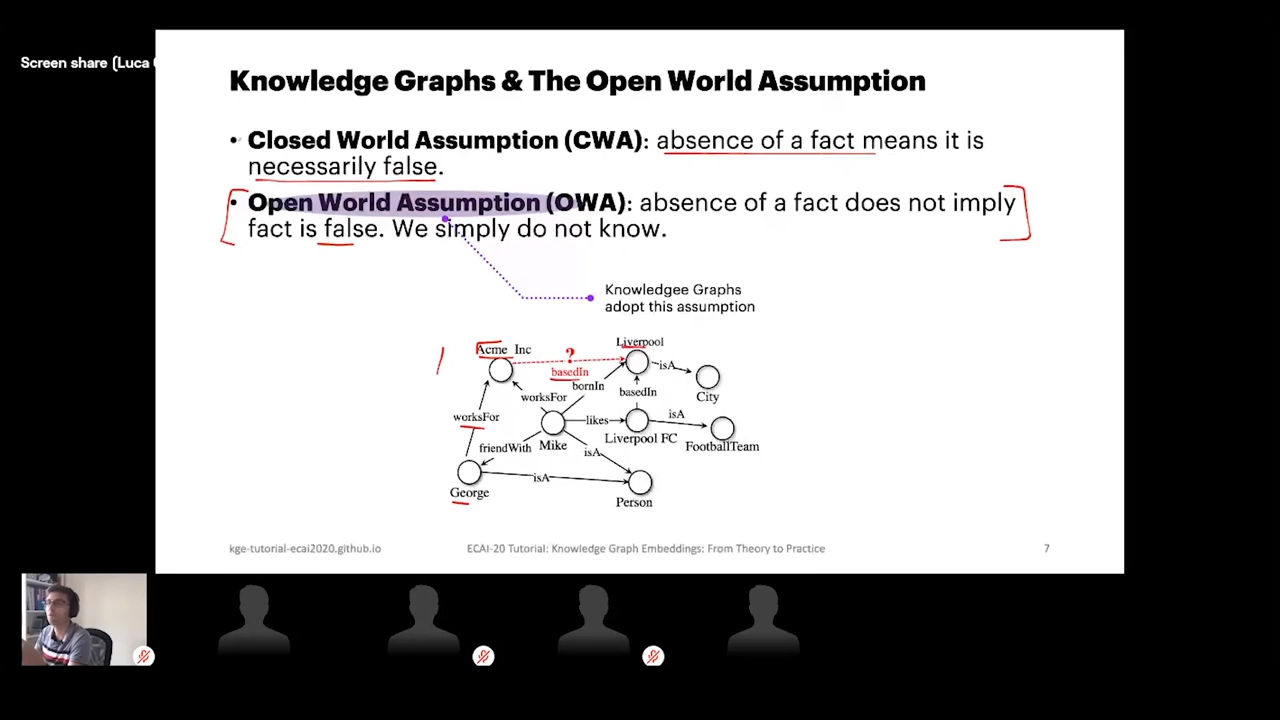 Screen share (Luca
Knowledge Graphs & The Open World Assumption
• Closed World Assumption (CWA): absence of a fact means it is
necessarily false.
• Open World Assumption (OWA): absence of a fact does not imply
fact is false. We simply do not know.
Knowledgee Graphs
adopt this assumption
Acme Inc
?
basedIn
Liverpool
isA
City
bornIn
basedIn
worksFor
worksFor
likes
isA
Mike
Liverpool FC
FootballTeam
friendWith
isA
isA
George
Person
kge-tutorial-ecai2020.github.io
ECAI-20 Tutorial: Knowledge Graph Embeddings: From Theory to Practice
7